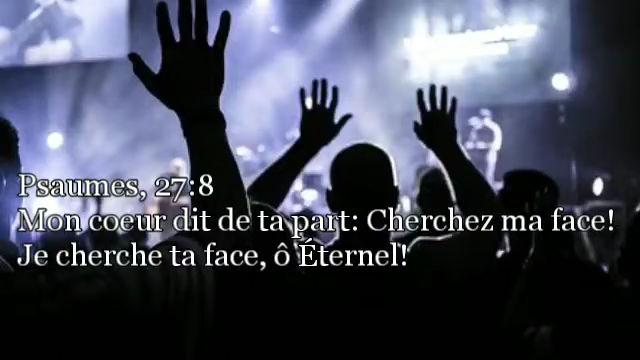 Psaumes, 27:8
Mon coeur dit de ta part: Cherchez ma face!
Je cherche ta face, ô Éternel!